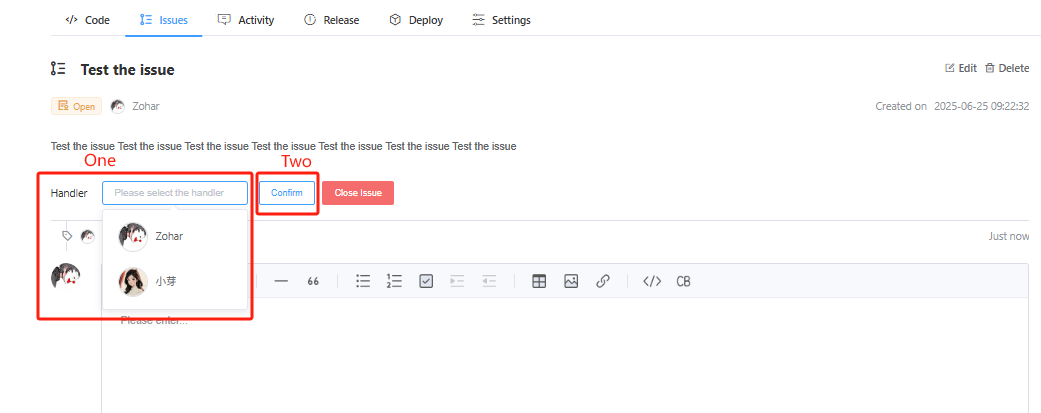 </> Code Issues Activity Release Deploy Settings
Test the issue Edit Delete
Open Zohar Created on 2025-06-25 09:22:32
Test the issue Test the issue Test the issue Test the issue Test the issue Test the issue Test the issue
One Two
Handler Please select the handler Confirm Close Issue
Zohar Just now
小芽 66 </> CB
Please enter...